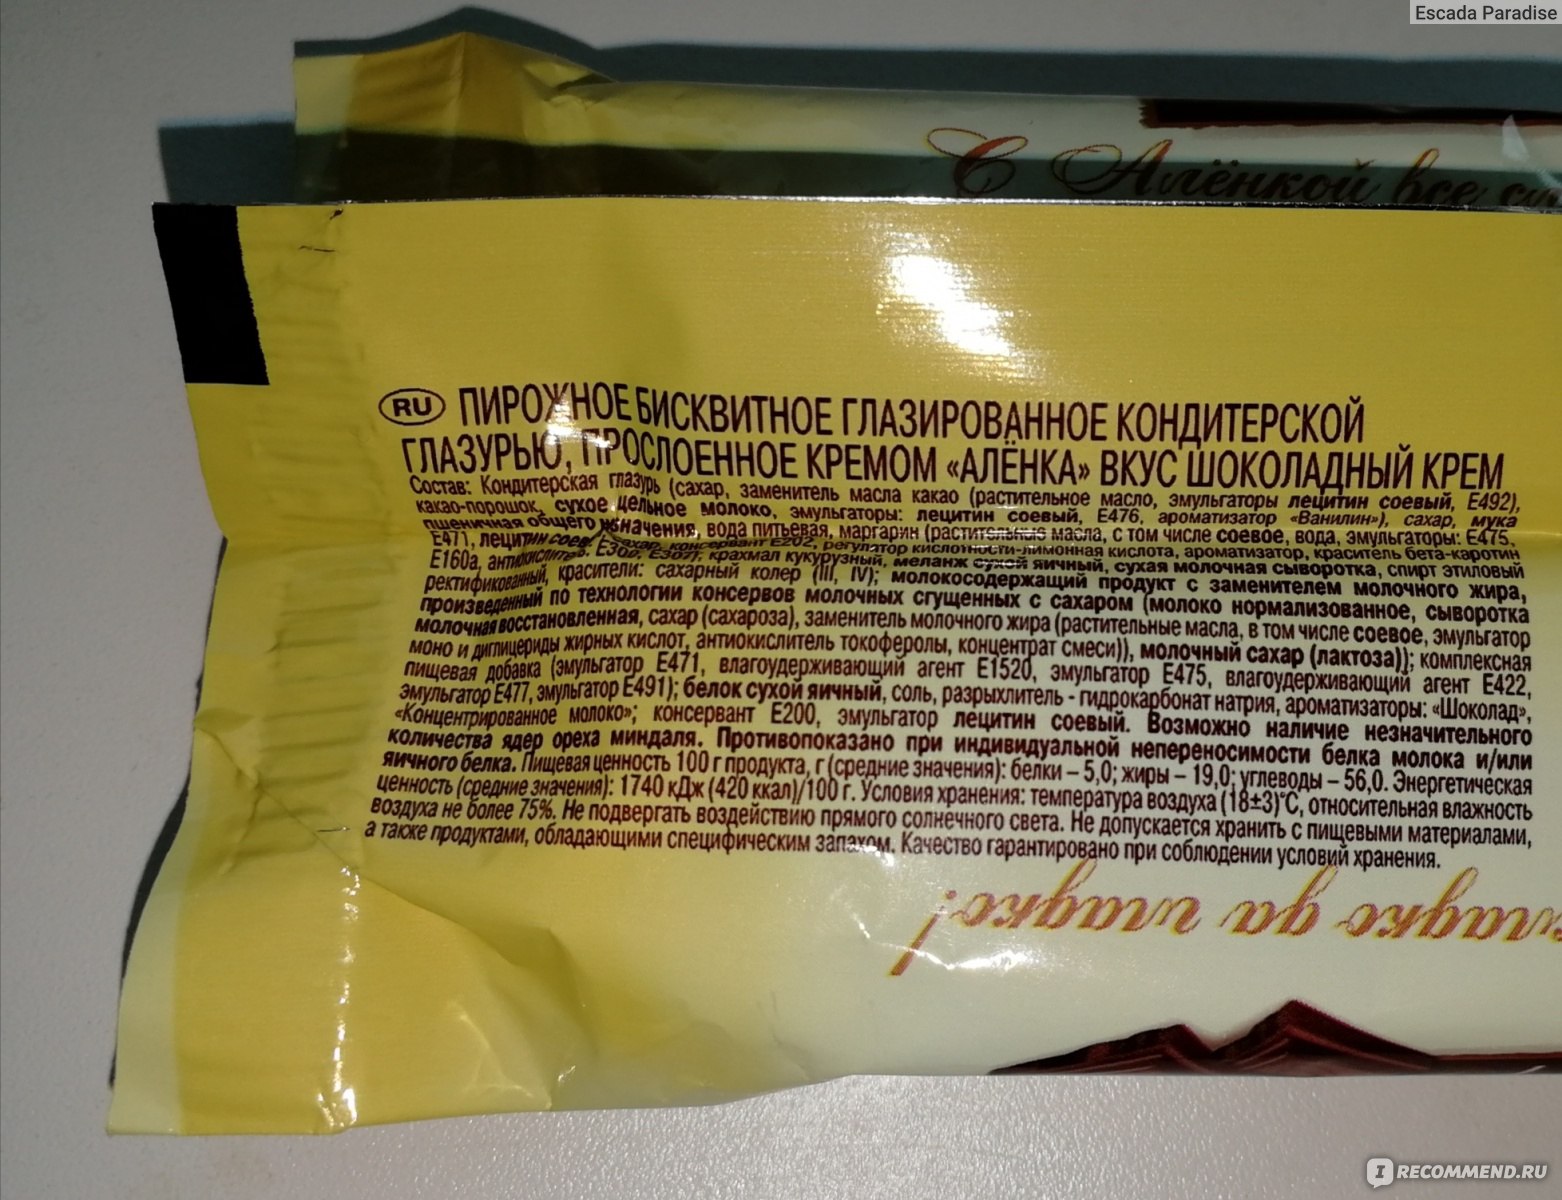 Escada Paradise
С Алёнкой все
RU ПИРОЖНОЕ БИСКВИТНОЕ ГЛАЗИРОВАННОЕ КОНДИТЕРСКОЙ
ГЛАЗУРЬЮ, ПРОСЛОЕННОЕ КРЕМОМ «АЛЁНКА» ВКУС ШОКОЛАДНЫЙ КРЕМ
Состав: Кондитерская глазурь (сахар, заменитель масла какао (растительное масло, эмульгаторы лецитин соевый, Е492),
какао-порошок, сухое цельное молоко, эмульгаторы: лецитин соевый, Е476, ароматизатор «Ванилин»), сахар, мука
пшеничная общего назначения, вода питьевая, маргарин (растительные масла, с том числе соевое, вода, эмульгаторы: Е475,
Е471, лецитин соев. сахар, консервант Е202, регулятор кислотности-лимонная кислота, ароматизатор, краситель бета-каротин
Е160а, антиокислитель Е306, Е307), крахмал кукурузный, меланж сухой яичный, сухая молочная сыворотка, спирт этиловый
ректификованный, красители: сахарный колер (III, IV); молокосодержащий продукт с заменителем молочного жира,
произведенный по технологии консервов молочных сгущенных с сахаром (молоко нормализованное, сыворотка
молочная восстановленная, сахар (сахароза), заменитель молочного жира (растительные масла, в том числе соевое, эмульгатор
моно и диглицериды жирных кислот, антиокислитель токоферолы, концентрат смеси)), молочный сахар (лактоза)); комплексная
пищевая добавка (эмульгатор Е471, влагоудерживающий агент Е1520, эмульгатор Е475, влагоудерживающий агент Е422,
эмульгатор Е477, эмульгатор Е491); белок сухой яичный, соль, разрыхлитель - гидрокарбонат натрия, ароматизаторы: «Шоколад»,
«Концентрированное молоко»; консервант Е200, эмульгатор лецитин соевый. Возможно наличие незначительного
количества ядер ореха миндаля. Противопоказано при индивидуальной непереносимости белка молока и/или
яичного белка. Пищевая ценность 100 г продукта, г (средние значения): белки – 5,0; жиры – 19,0; углеводы – 56,0. Энергетическая
ценность (средние значения): 1740 кДж (420 ккал)/100 г. Условия хранения: температура воздуха (18±3)°С, относительная влажность
воздуха не более 75%. Не подвергать воздействию прямого солнечного света. Не допускается хранить с пищевыми материалами,
а также продуктами, обладающими специфическим запахом. Качество гарантировано при соблюдении условий хранения.
сладко да гладко!
IRECOMMEND.RU